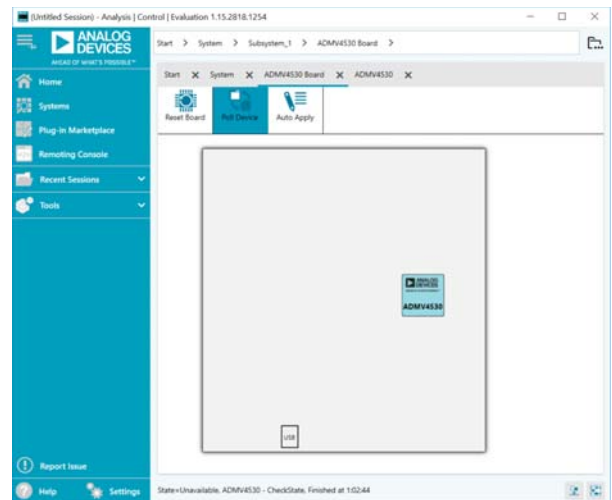 (Untitled Session) - Analysis | Control | Evaluation 1.15.2818.1254
ANALOG
DEVICES
AHEAD OF WHAT'S POSSIBLE™
Start > System > Subsystem_1 > ADMV4530 Board >
Start System ADMV4530 Board ADMV4530
Home
Systems
Plug-in Marketplace
Remoting Console
Recent Sessions
Tools
Reset Board Poll Device Auto Apply
ANALOG
DEVICES
ADMV4530
USB
Report Issue
Help Settings
State=Unavailable, ADMV4530 - CheckState, Finished at 1:02:44